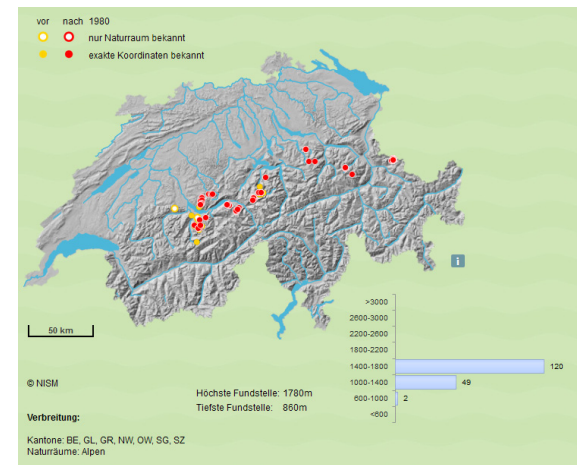 vor nach 1980
nur Naturraum bekannt
exakte Koordinaten bekannt
i
50 km
>3000
2600-3000
2200-2600
1800-2200
1400-1800 120
1000-1400 49
600-1000 2
<600
© NISM
Höchste Fundstelle: 1780m
Tiefste Fundstelle: 860m
Verbreitung:
Kantone: BE, GL, GR, NW, OW, SG, SZ
Naturräume: Alpen